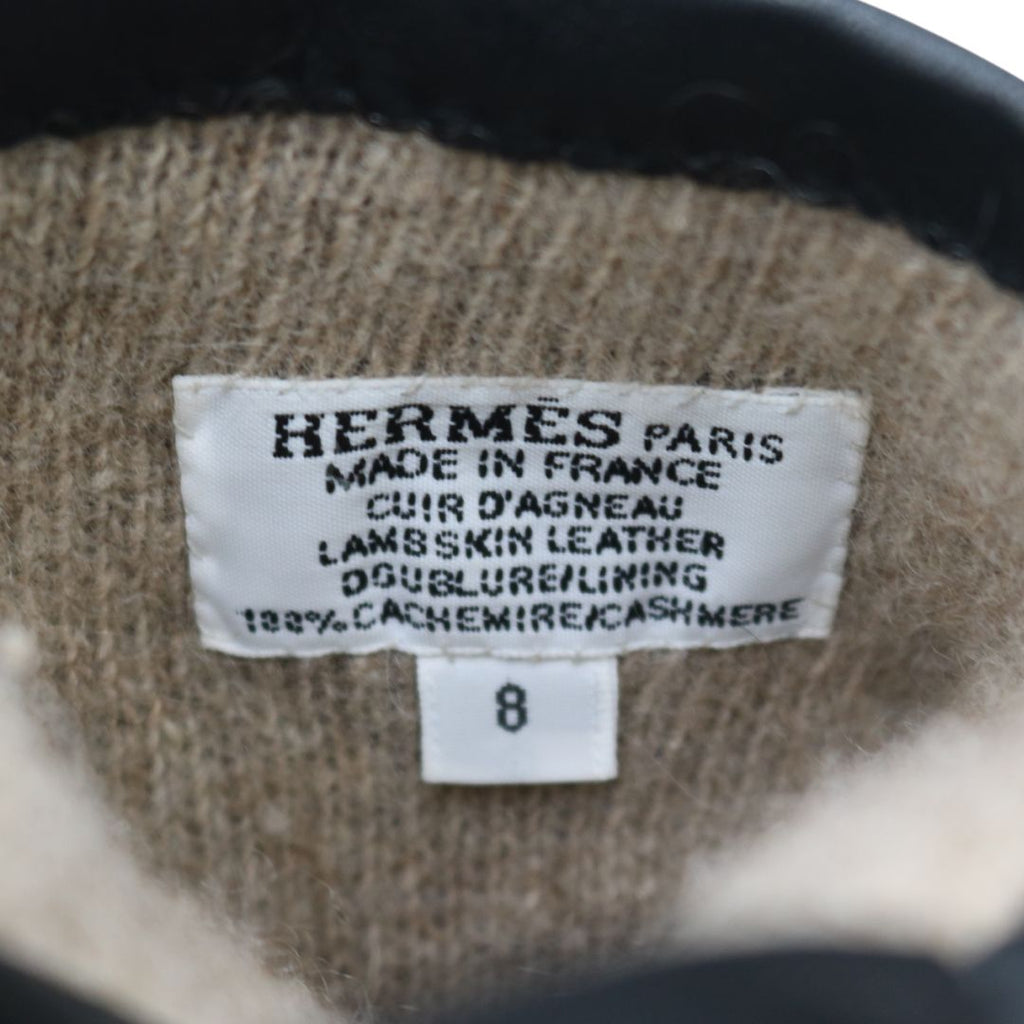 HERMÈS PARIS
MADE IN FRANCE
CUIR D'AGNEAU
LAMBSKIN LEATHER
DOUBLURE/LINING
100% CACHEMIRE/CASHMERE
8